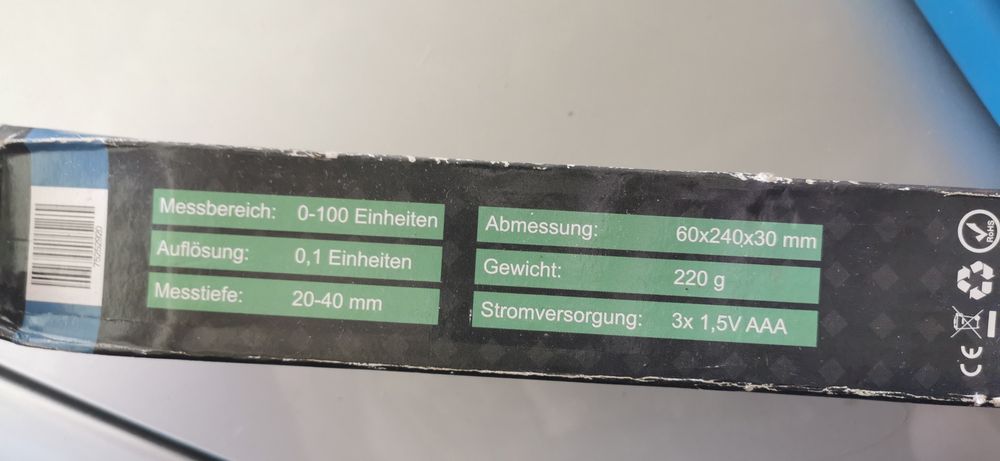 Messbereich: 0-100 Einheiten
Auflösung: 0,1 Einheiten
Messtiefe: 20-40 mm
Abmessung: 60x240x30 mm
Gewicht: 220 g
Stromversorgung: 3x 1,5V AAA
RoHS
CE